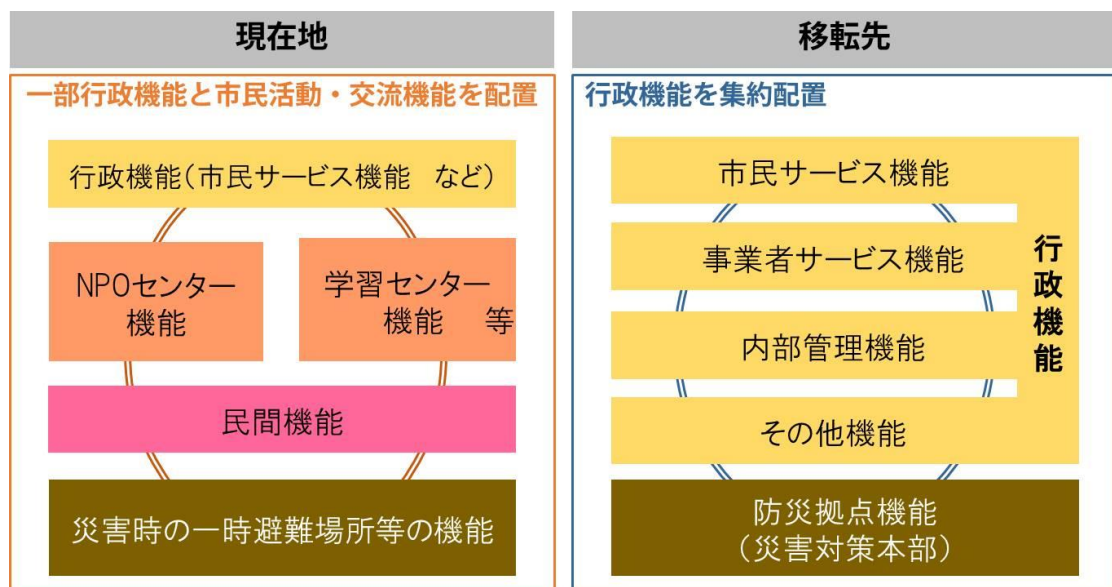 現在地
一部行政機能と市民活動・交流機能を配置
行政機能(市民サービス機能　など)
NPOセンター
機能
学習センター
機能　等
民間機能
災害時の一時避難場所等の機能
移転先
行政機能を集約配置
市民サービス機能
事業者サービス機能
内部管理機能
その他機能
行政機能
防災拠点機能
(災害対策本部)